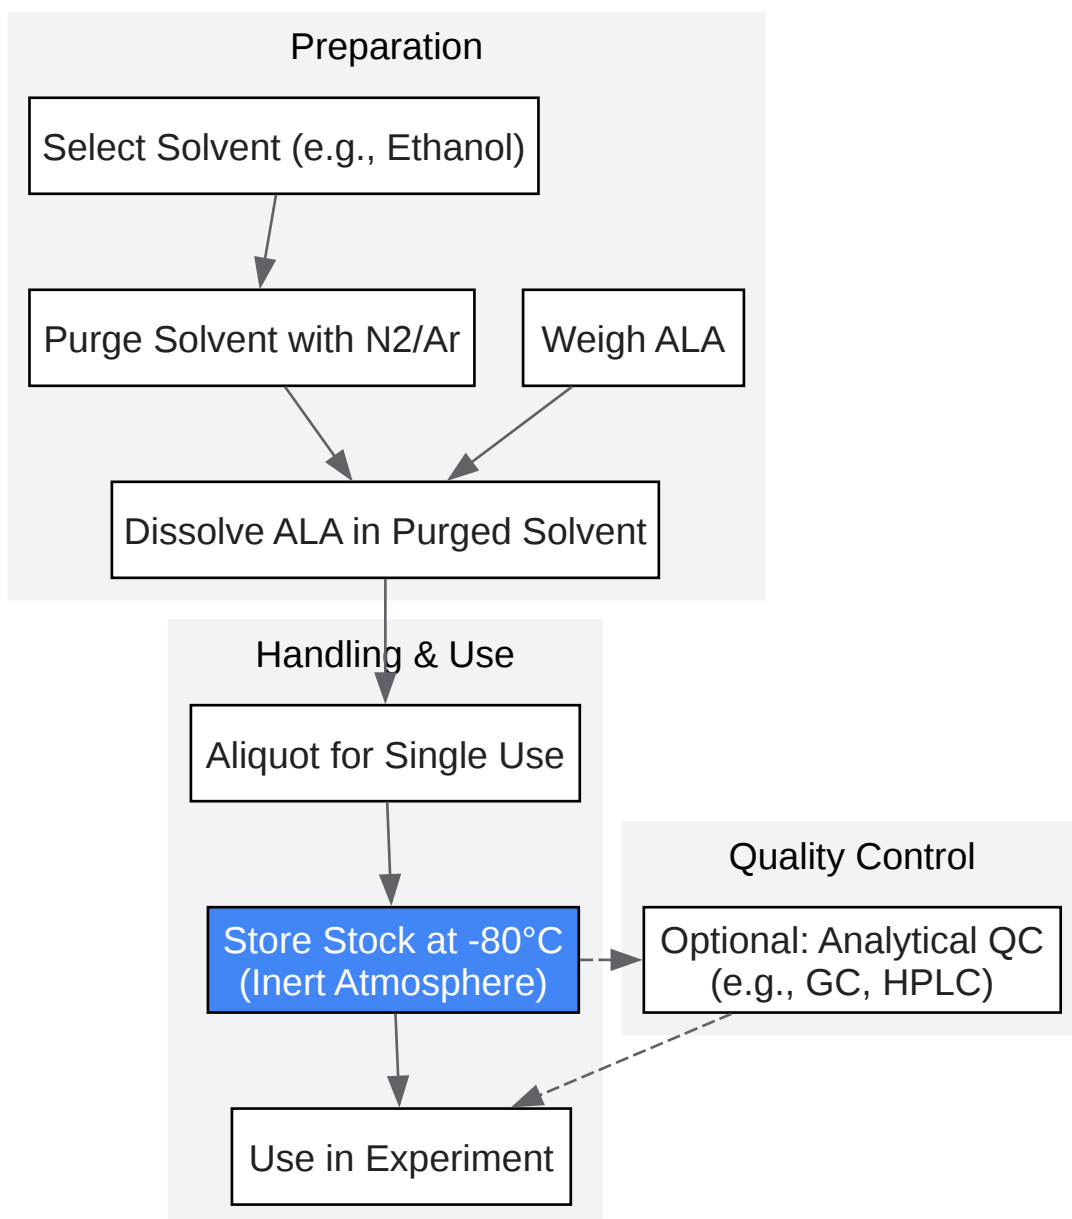 Preparation
Select Solvent (e.g., Ethanol)
Purge Solvent with N2/Ar
Weigh ALA
Dissolve ALA in Purged Solvent
Handling & Use
Aliquot for Single Use
Quality Control
Store Stock at -80°C
(Inert Atmosphere)
Optional: Analytical QC
(e.g., GC, HPLC)
Use in Experiment